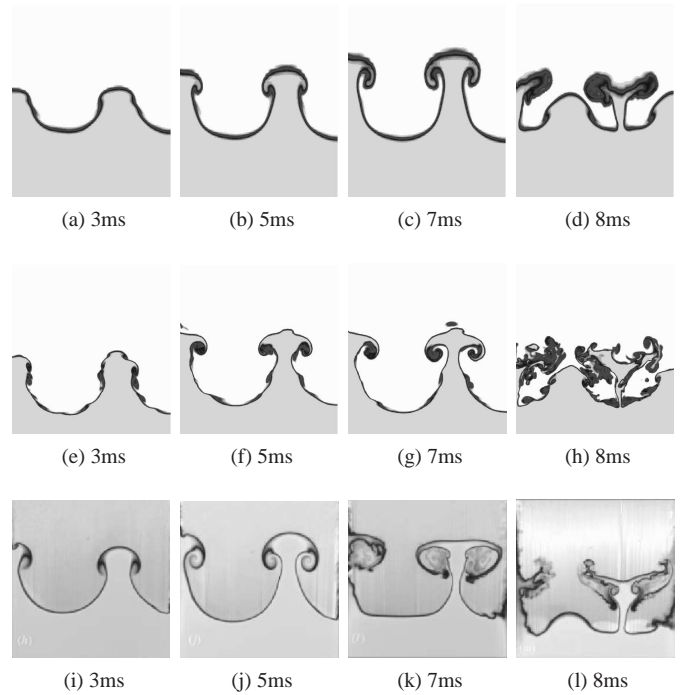 (a) 3ms
(b) 5ms
(c) 7ms
(d) 8ms
(e) 3ms
(f) 5ms
(g) 7ms
(h) 8ms
(h)
(j)
(l)
(i) 3ms
(j) 5ms
(k) 7ms
(l) 8ms